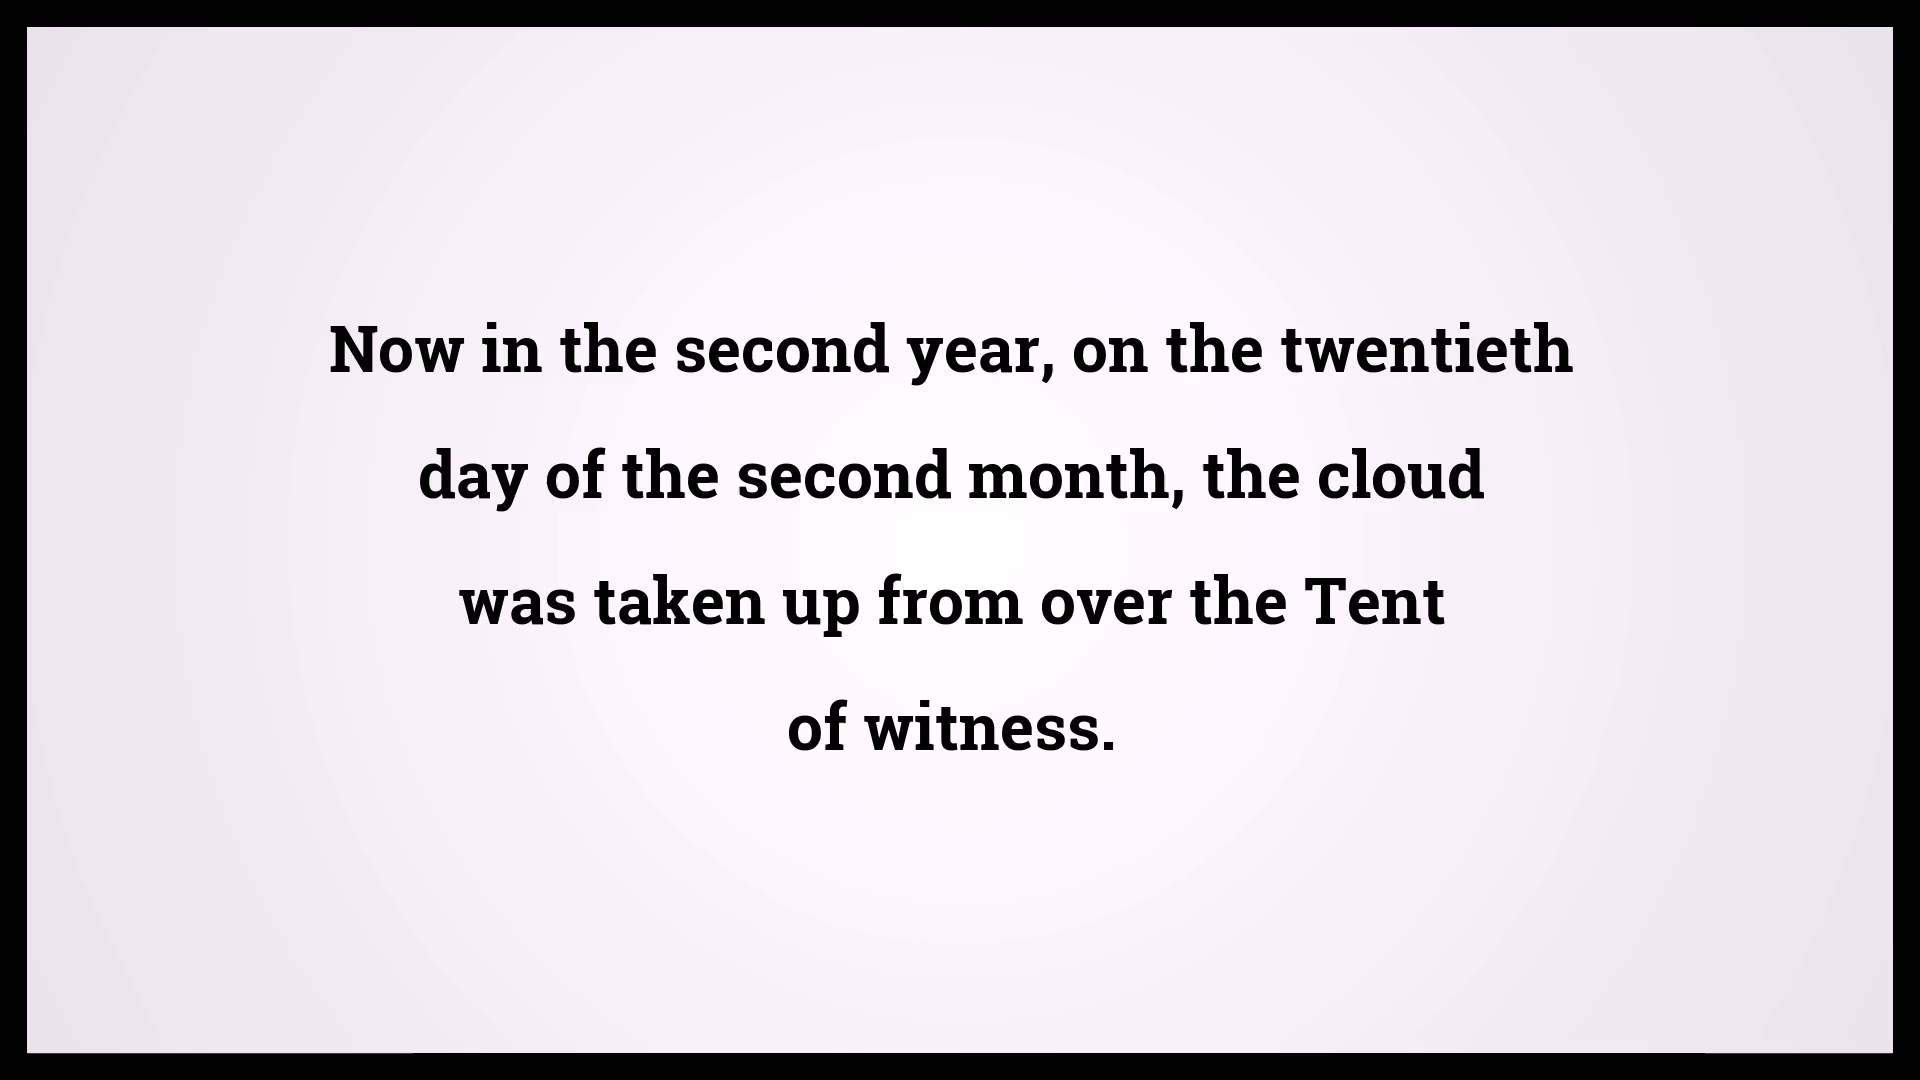 Now in the second year, on the twentieth
day of the second month, the cloud
was taken up from over the Tent
of witness.